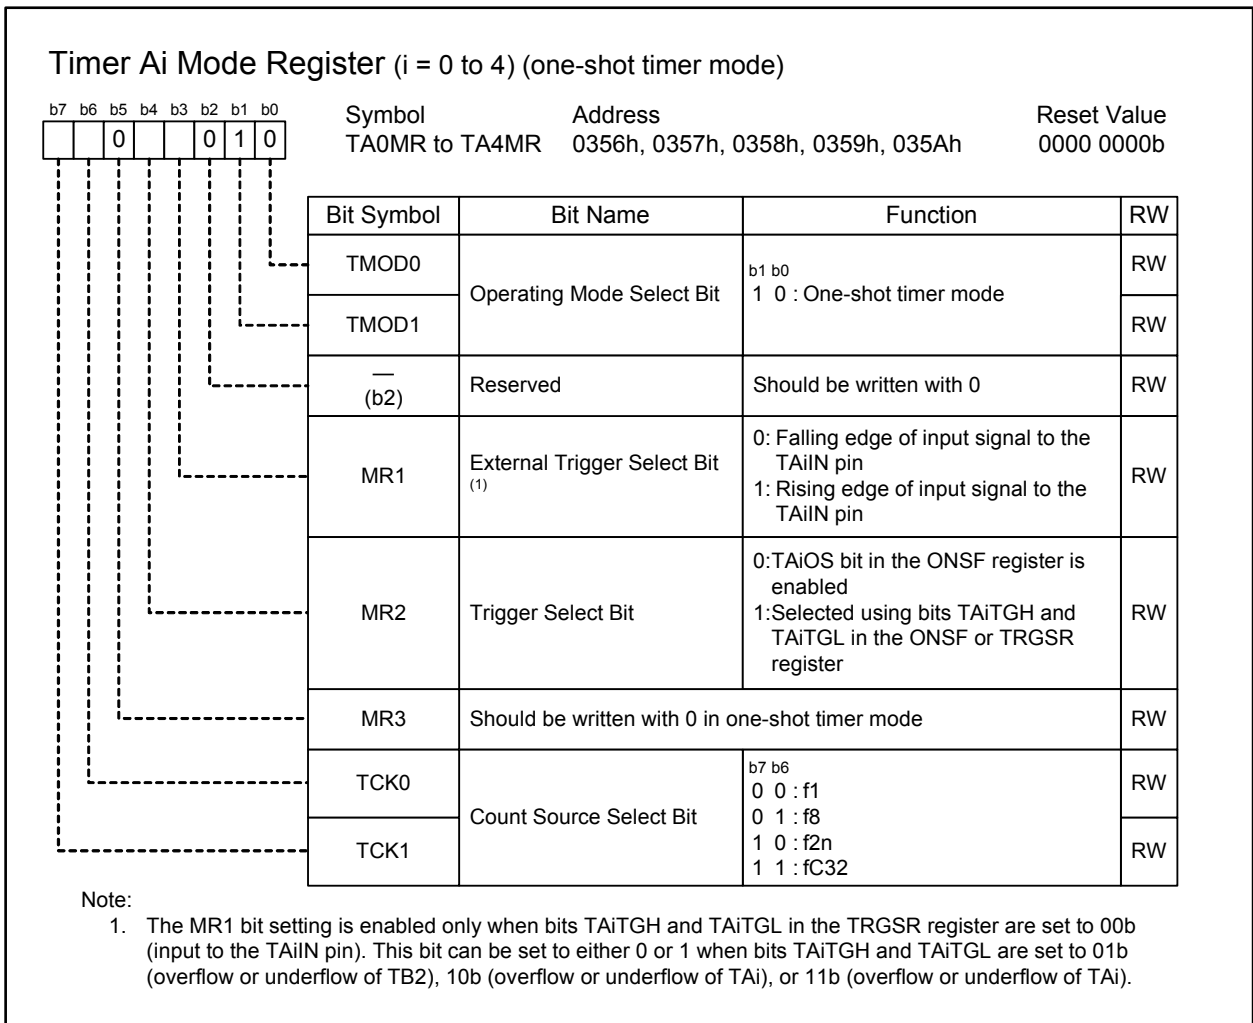 Timer Ai Mode Register (i = 0 to 4) (one-shot timer mode)
b7 b6 b5 b4 b3 b2 b1 b0
0 0 1 0
Symbol Address Reset Value
TA0MR to TA4MR 0356h, 0357h, 0358h, 0359h, 035Ah 0000 0000b
Bit Symbol Bit Name Function RW
TMOD0 RW
Operating Mode Select Bit
b1 b0
1 0 : One-shot timer mode
TMOD1 RW
—
(b2)
Reserved Should be written with 0 RW
MR1
External Trigger Select Bit
(1)
0: Falling edge of input signal to the
TAiIN pin
1: Rising edge of input signal to the
TAiIN pin
RW
MR2 Trigger Select Bit
0:TAiOS bit in the ONSF register is
enabled
1:Selected using bits TAiTGH and
TAiTGL in the ONSF or TRGSR
register
RW
MR3 Should be written with 0 in one-shot timer mode RW
TCK0 RW
Count Source Select Bit
b7 b6
0 0 : f1
0 1 : f8
1 0 : f2n
1 1 : fC32
TCK1 RW
Note:
1. The MR1 bit setting is enabled only when bits TAiTGH and TAiTGL in the TRGSR register are set to 00b
(input to the TAiIN pin). This bit can be set to either 0 or 1 when bits TAiTGH and TAiTGL are set to 01b
(overflow or underflow of TB2), 10b (overflow or underflow of TAi), or 11b (overflow or underflow of TAi).